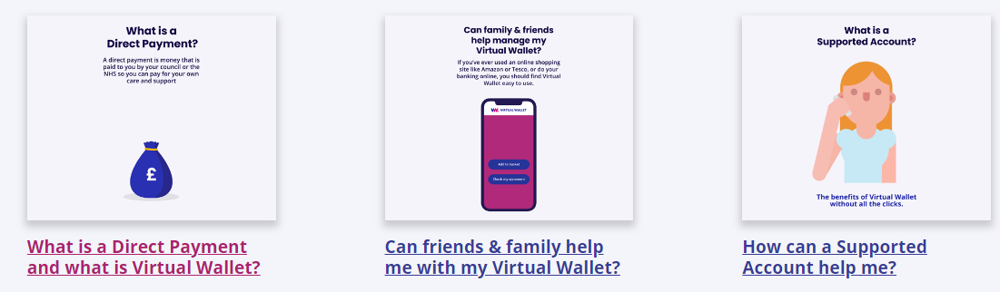 What is a
Direct Payment?
A direct payment is money that is
paid to you by your council or the
NHS so you can pay for your own
care and support
£
What is a Direct Payment
and what is Virtual Wallet?
Can family & friends
help manage my
Virtual Wallet?
If you've ever used an online shopping
site like Amazon or Tesco, or do your
banking online, you should find Virtual
Wallet easy to use.
VIRTUAL WALLET
Add to basket
Check my statement
Can friends & family help
me with my Virtual Wallet?
What is a
Supported Account?
The benefits of Virtual Wallet
without all the clicks.
How can a Supported
Account help me?